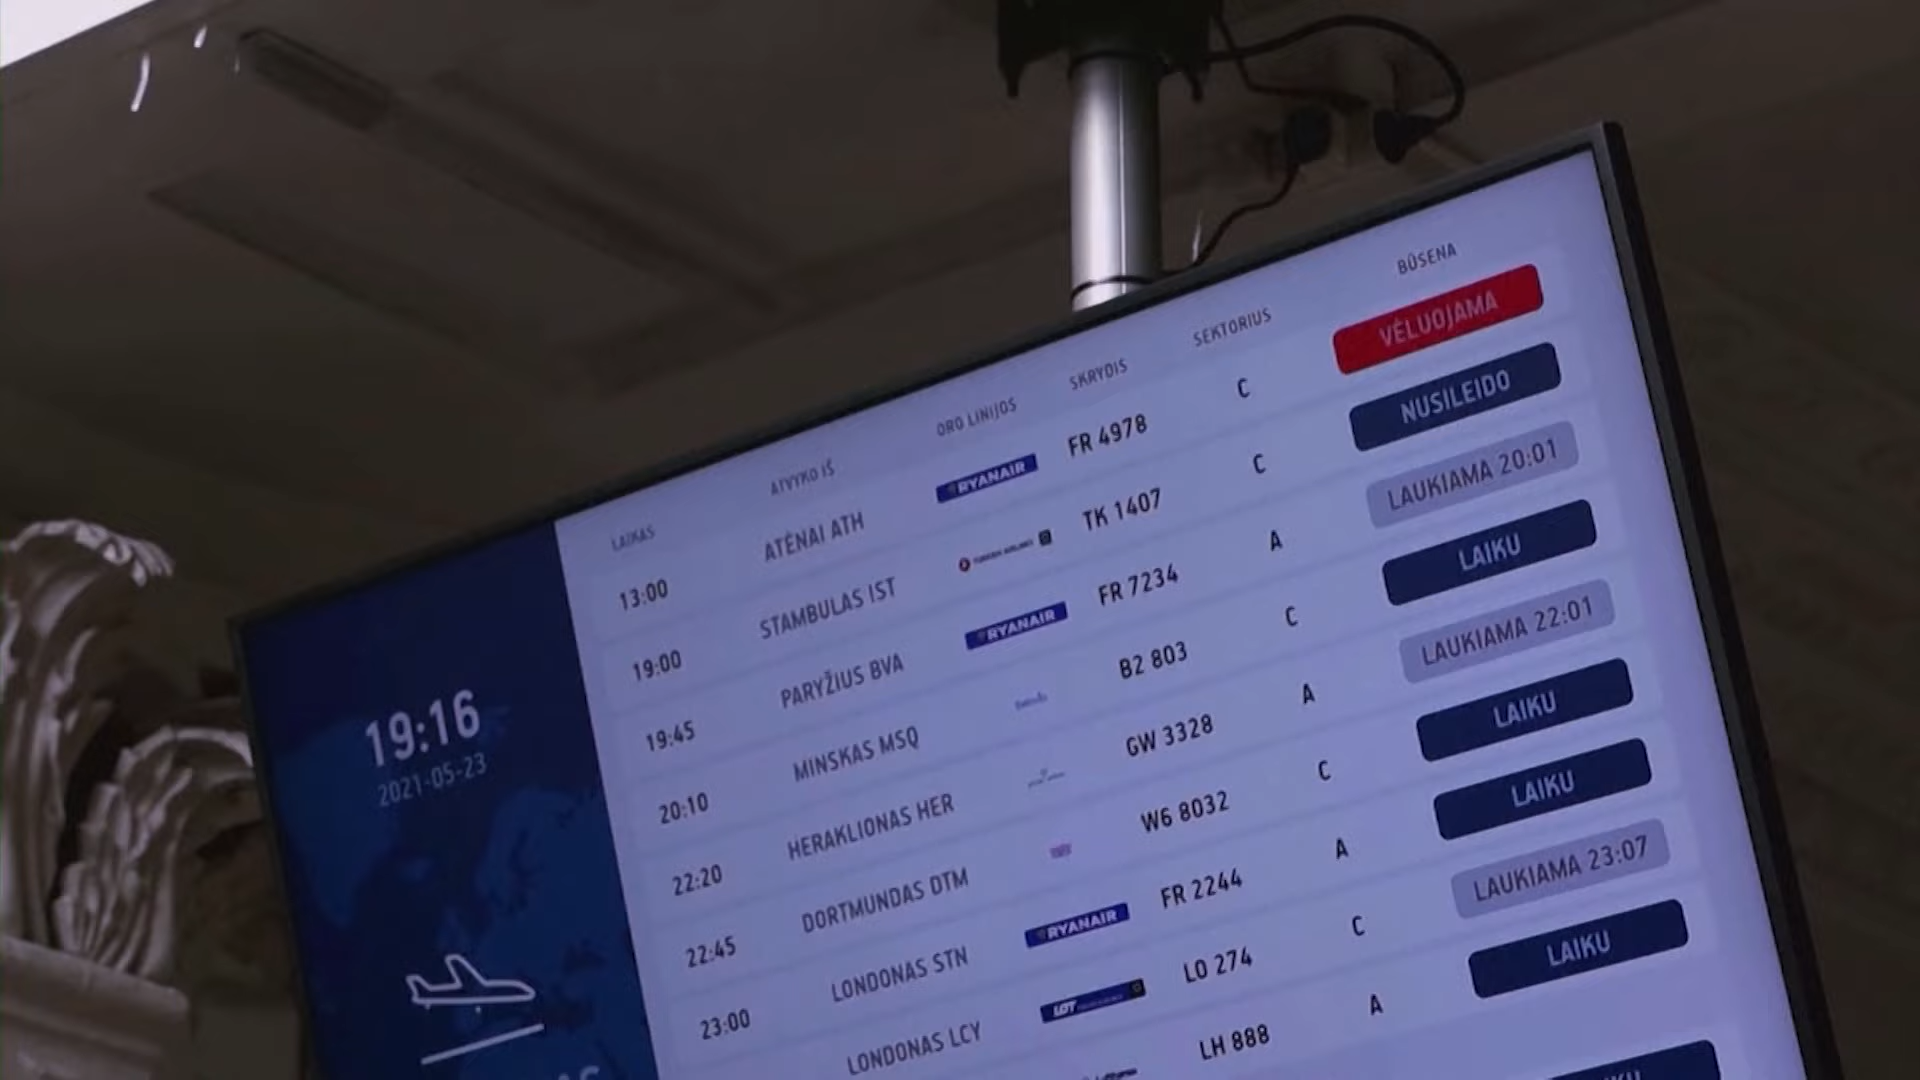 LAIKAS ATVYKO IŠ ORO LINIJOS SKRYDIS SEKTORIUS BŪSENA
13:00 ATĖNAI ATH RYANAIR FR 4978 C VĖLUOJAMA
19:00 STAMBULAS IST TURKISH AIRLINES TK 1407 C NUSILEIDO
19:45 PARYŽIUS BVA RYANAIR FR 7234 A LAUKIAMA 20:01
20:10 MINSKAS MSQ B2 803 C LAIKU
22:20 HERAKLIONAS HER GW 3328 A LAUKIAMA 22:01
22:45 DORTMUNDAS DTM W6 8032 C LAIKU
23:00 LONDONAS STN RYANAIR FR 2244 A LAIKU
LONDONAS LCY LOT LO 274 C LAUKIAMA 23:07
LH 888 A LAIKU
19:16
2021-05-23